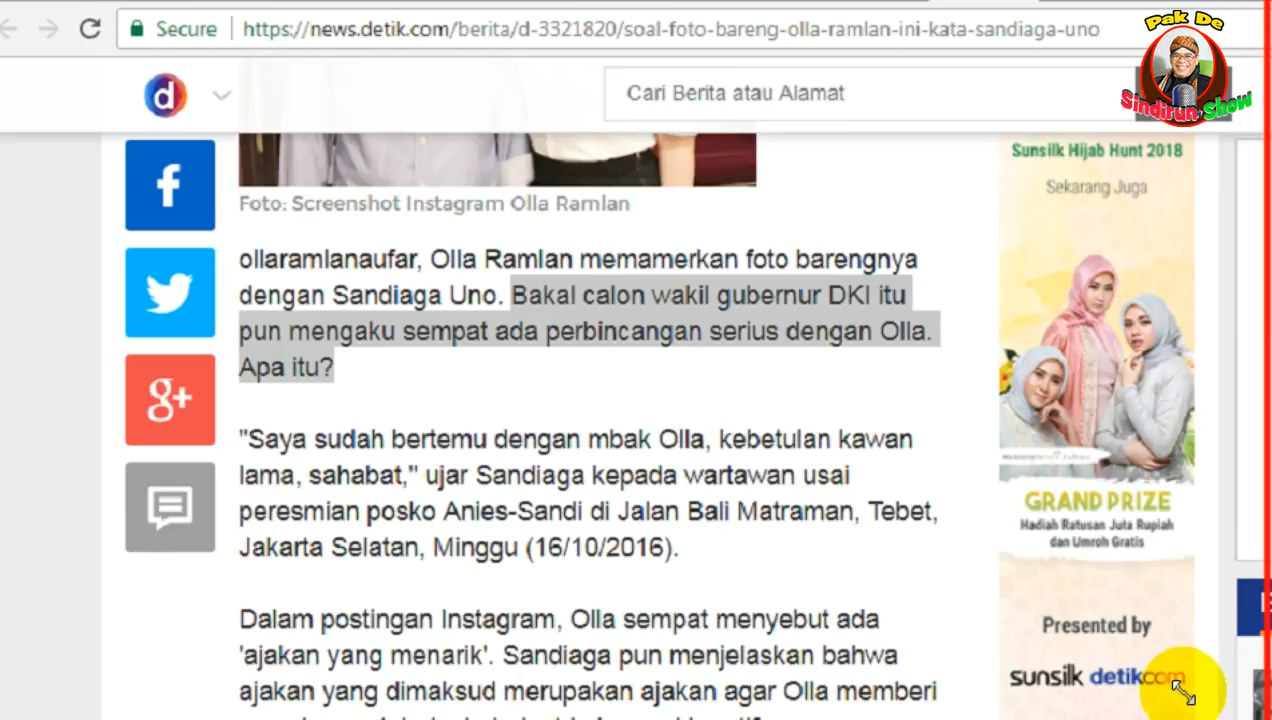 Secure
https://news.detik.com/berita/d-3321820/soal-foto-bareng-olla-ramlan-ini-kata-sandiaga-uno
Pak De
Sindirun Show
d
Cari Berita atau Alamat
Foto: Screenshot Instagram Olla Ramlan
ollaramlanaufar, Olla Ramlan memamerkan foto barengnya
dengan Sandiaga Uno. Bakal calon wakil gubernur DKI itu
pun mengaku sempat ada perbincangan serius dengan Olla.
Apa itu?
"Saya sudah bertemu dengan mbak Olla, kebetulan kawan
lama, sahabat," ujar Sandiaga kepada wartawan usai
peresmian posko Anies-Sandi di Jalan Bali Matraman, Tebet,
Jakarta Selatan, Minggu (16/10/2016).
Dalam postingan Instagram, Olla sempat menyebut ada
'ajakan yang menarik'. Sandiaga pun menjelaskan bahwa
ajakan yang dimaksud merupakan ajakan agar Olla memberi
f
g+
Sunsilk Hijab Hunt 2018
Sekarang Juga
GRAND PRIZE
Hadiah Ratusan Juta Rupiah
dan Umroh Gratis
Presented by
sunsilk detikcom